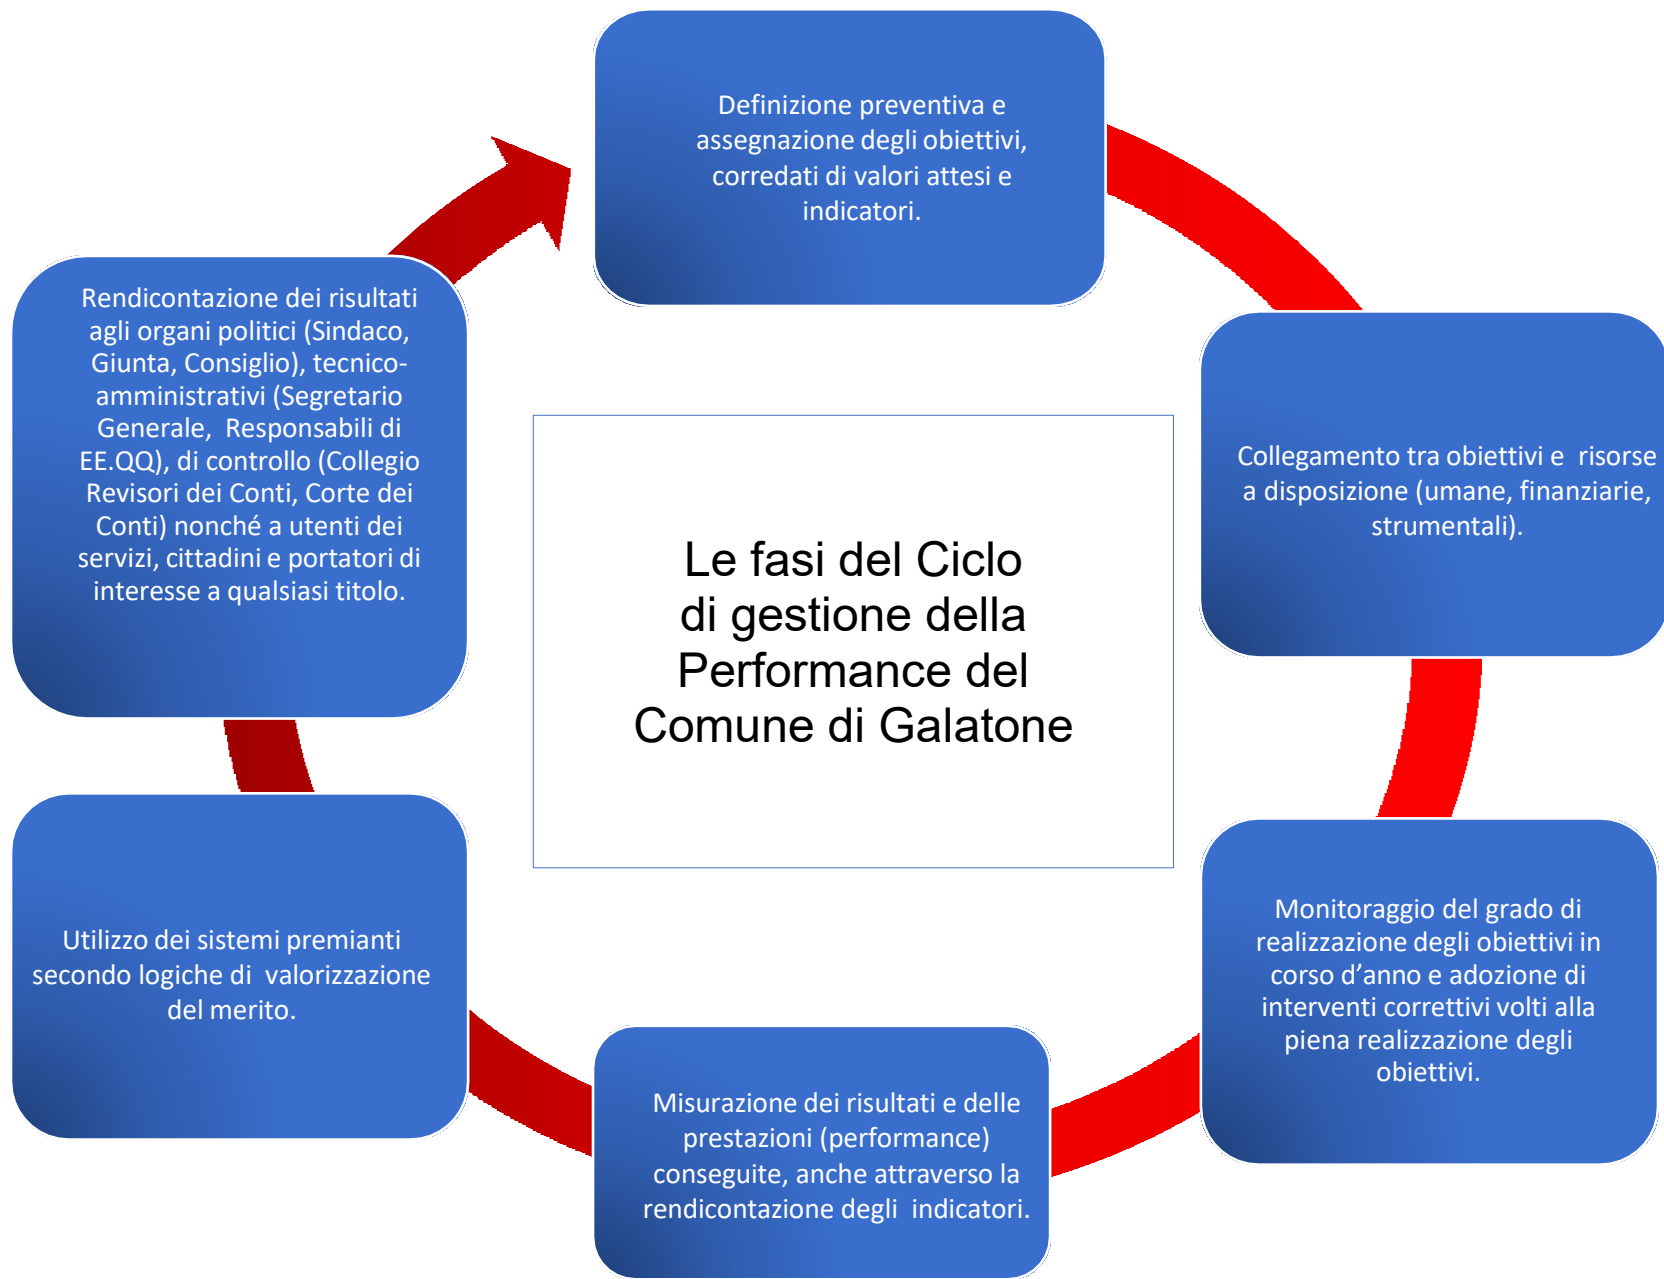 Definizione preventiva e
assegnazione degli obiettivi,
corredati di valori attesi e
indicatori.
Collegamento tra obiettivi e risorse
a disposizione (umane, finanziarie,
strumentali).
Monitoraggio del grado di
realizzazione degli obiettivi in
corso d’anno e adozione di
interventi correttivi volti alla
piena realizzazione degli
obiettivi.
Misurazione dei risultati e delle
prestazioni (performance)
conseguite, anche attraverso la
rendicontazione degli indicatori.
Utilizzo dei sistemi premianti
secondo logiche di valorizzazione
del merito.
Rendicontazione dei risultati
agli organi politici (Sindaco,
Giunta, Consiglio), tecnico-
amministrativi (Segretario
Generale, Responsabili di
EE.QQ), di controllo (Collegio
Revisori dei Conti, Corte dei
Conti) nonché a utenti dei
servizi, cittadini e portatori di
interesse a qualsiasi titolo.
Le fasi del Ciclo
di gestione della
Performance del
Comune di Galatone